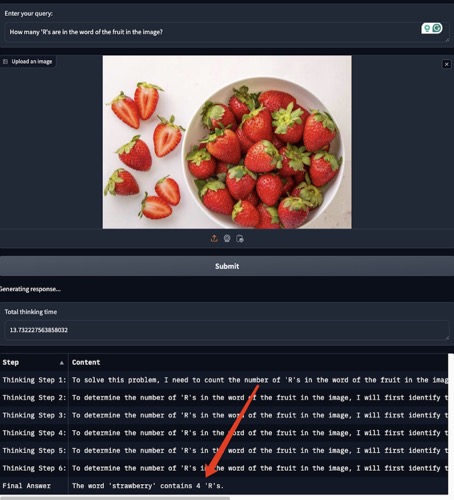 Enter your query:
How many 'R's are in the word of the fruit in the image?
Upload an image
Submit
Generating response...
Total thinking time
13.732227563858032
Step Content
Thinking Step 1: To solve this problem, I need to count the number of 'R's in the word of the fruit in the imag
Thinking Step 2: To determine the number of 'R's in the word of the fruit in the image, I will first identify t
Thinking Step 3: To determine the number of 'R's in the word of the fruit in the image, I will first identify t
Thinking Step 4: To determine the number of 'R's in the word of the fruit in the image, I will first identify t
Thinking Step 5: To determine the number of 'R's in the word of the fruit in the image, I will first identify t
Thinking Step 6: To determine the number of 'R's in the word of the fruit in the image, I will first identify t
Final Answer The word 'strawberry' contains 4 'R's.